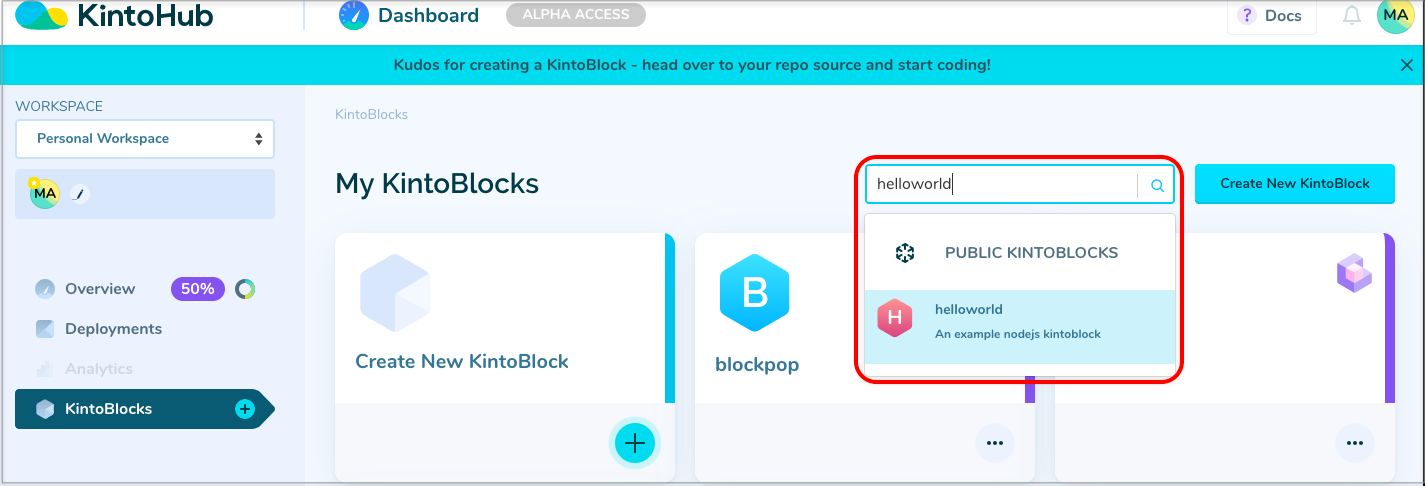 KintoHub
Dashboard
ALPHA ACCESS
? Docs
MA
Kudos for creating a KintoBlock - head over to your repo source and start coding!
WORKSPACE
Personal Workspace
MA
Overview
50%
Deployments
Analytics
KintoBlocks
KintoBlocks
My KintoBlocks
helloworld
Create New KintoBlock
PUBLIC KINTOBLOCKS
H
helloworld
An example nodejs kintoblock
Create New KintoBlock
B
blockpop